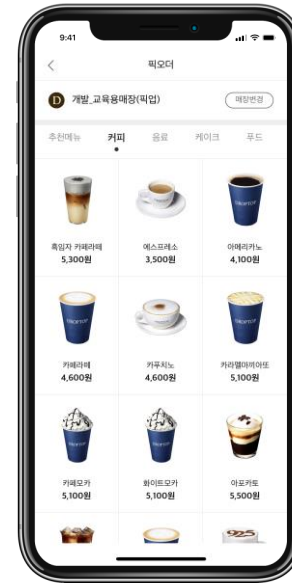 9:41
픽오더
D 개발_교육용매장(픽업) 매장변경
추천메뉴 커피 음료 케이크 푸드
흑임자 카페라떼 에스프레소 아메리카노
5,300원 3,500원 4,100원
카페라떼 카푸치노 카라멜마끼아또
4,600원 4,600원 5,100원
카페모카 화이트모카 아포카토
5,100원 5,100원 5,500원
925